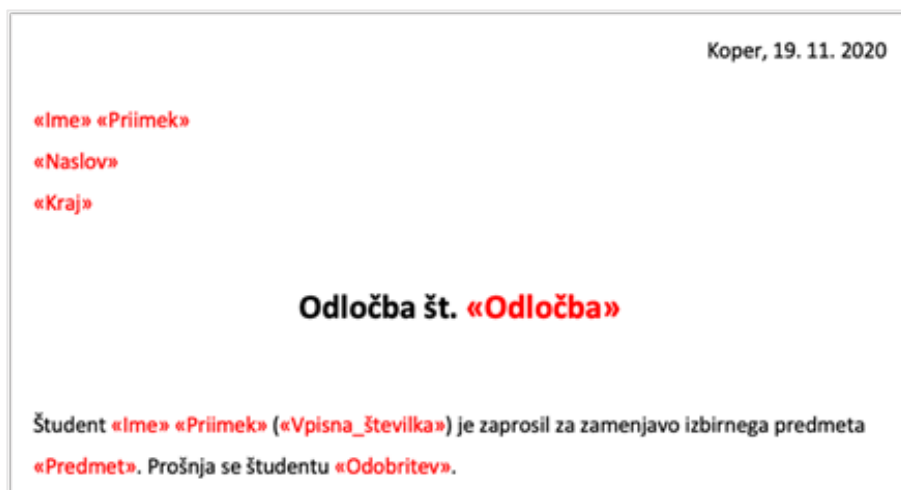 Koper, 19. 11. 2020
«Ime» «Priimek»
«Naslov»
«Kraj»
Odločba št. «Odločba»
Študent «Ime» «Priimek» («Vpisna_številka») je zaprosil za zamenjavo izbirnega predmeta
«Predmet». Prošnja se študentu «Odobritev».